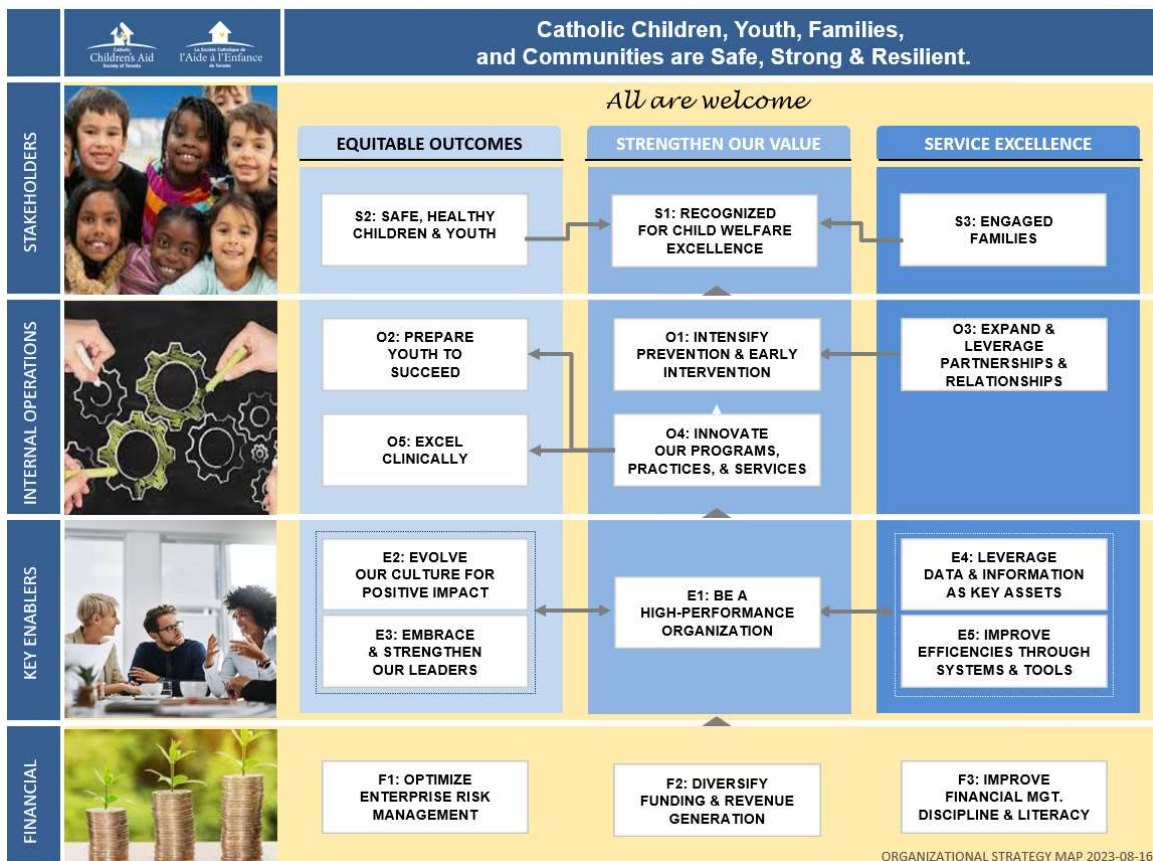 Catholic
Children's Aid
Society of Toronto
La Société Catholique de
l'Aide à l'Enfance
de Toronto
Catholic Children, Youth, Families,
and Communities are Safe, Strong & Resilient.
All are welcome
STAKEHOLDERS
EQUITABLE OUTCOMES
STRENGTHEN OUR VALUE
SERVICE EXCELLENCE
S2: SAFE, HEALTHY
CHILDREN & YOUTH
S1: RECOGNIZED
FOR CHILD WELFARE
EXCELLENCE
S3: ENGAGED
FAMILIES
INTERNAL OPERATIONS
O2: PREPARE
YOUTH TO
SUCCEED
O1: INTENSIFY
PREVENTION & EARLY
INTERVENTION
O3: EXPAND &
LEVERAGE
PARTNERSHIPS &
RELATIONSHIPS
O5: EXCEL
CLINICALLY
O4: INNOVATE
OUR PROGRAMS,
PRACTICES, & SERVICES
KEY ENABLERS
E2: EVOLVE
OUR CULTURE FOR
POSITIVE IMPACT
E3: EMBRACE
& STRENGTHEN
OUR LEADERS
E1: BE A
HIGH-PERFORMANCE
ORGANIZATION
E4: LEVERAGE
DATA & INFORMATION
AS KEY ASSETS
E5: IMPROVE
EFFICENCIES THROUGH
SYSTEMS & TOOLS
FINANCIAL
F1: OPTIMIZE
ENTERPRISE RISK
MANAGEMENT
F2: DIVERSIFY
FUNDING & REVENUE
GENERATION
F3: IMPROVE
FINANCIAL MGT.
DISCIPLINE & LITERACY
ORGANIZATIONAL STRATEGY MAP 2023-08-16